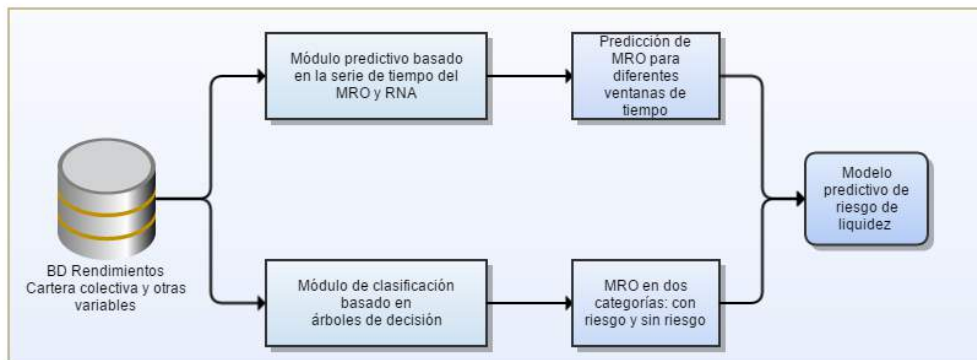 Módulo predictivo basado
en la serie de tiempo del
MRO y RNA
Predicción de
MRO para
diferentes
ventanas de
tiempo
Modelo
predictivo de
riesgo de
liquidez
BD Rendimientos
Cartera colectiva y otras
variables
Módulo de clasificación
basado en
árboles de decisión
MRO en dos
categorías: con
riesgo y sin riesgo